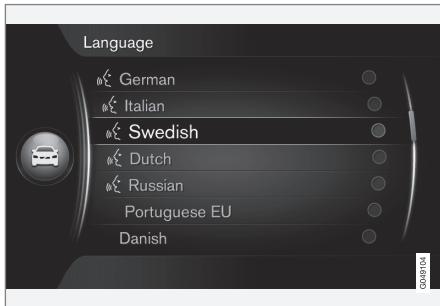 Language
German
Italian
Swedish
Dutch
Russian
Portuguese EU
Danish
G049104